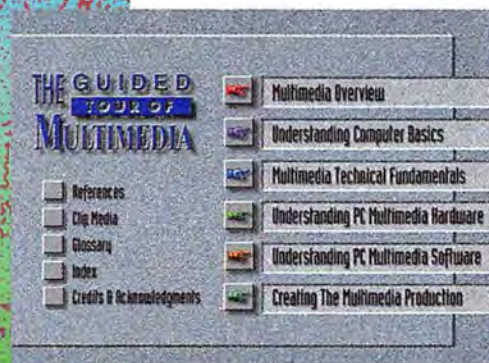 THE GUIDED
TOUR OF
MULTIMEDIA
References
Clip Media
Glossary
Index
Credits & Acknowledgments
Multimedia Overview
Understanding Computer Basics
Multimedia Technical Fundamentals
Understanding PC Multimedia Hardware
Understanding PC Multimedia Software
Creating The Multimedia Production